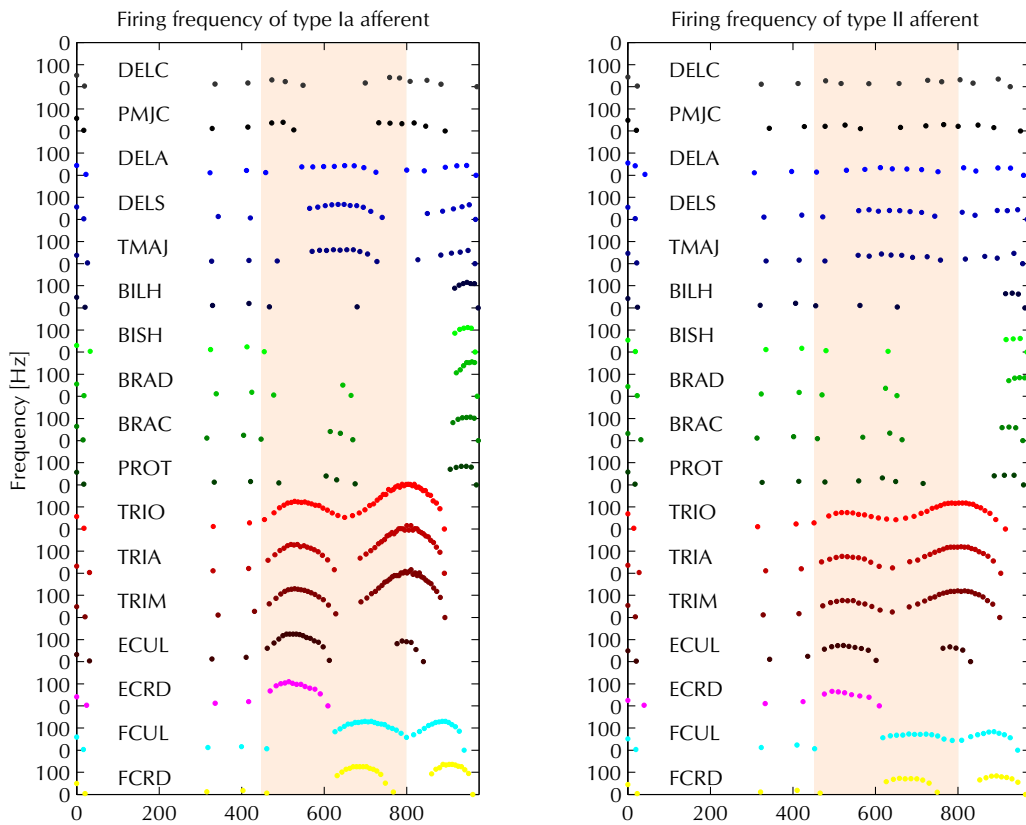 Firing frequency of type Ia afferent
0
100 DELC
0
100 PMJC
0
100 DELA
0
100 DELS
0
100 TMAJ
0
100 BILH
0
100 BISH
0
100 BRAD
0
100 BRAC
0
100 PROT
0
100 TRIO
0
100 TRIA
0
100 TRIM
0
100 ECUL
0
100 ECRD
0
100 FCUL
0
100 FCRD
0
0 200 400 600 800
Frequency [Hz]
Firing frequency of type II afferent
0
100 DELC
0
100 PMJC
0
100 DELA
0
100 DELS
0
100 TMAJ
0
100 BILH
0
100 BISH
0
100 BRAD
0
100 BRAC
0
100 PROT
0
100 TRIO
0
100 TRIA
0
100 TRIM
0
100 ECUL
0
100 ECRD
0
100 FCUL
0
100 FCRD
0
0 200 400 600 800